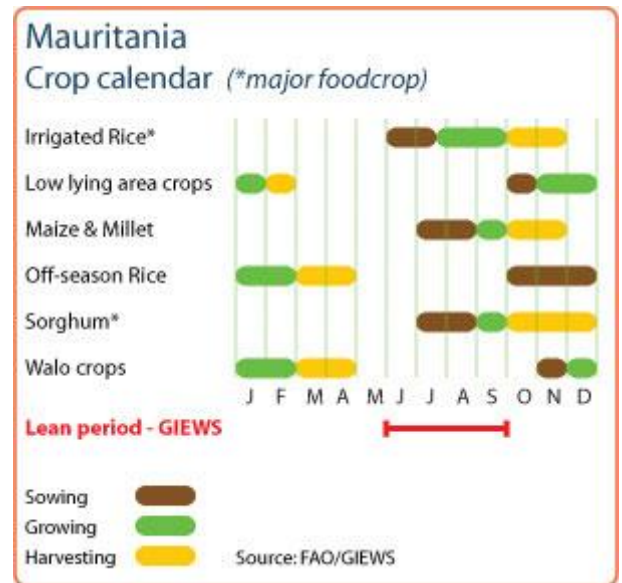 Mauritania
Crop calendar (*major foodcrop)
Irrigated Rice*
Low lying area crops
Maize & Millet
Off-season Rice
Sorghum*
Walo crops
J F M A M J J A S O N D
Lean period - GIEWS
Sowing
Growing
Harvesting Source: FAO/GIEWS